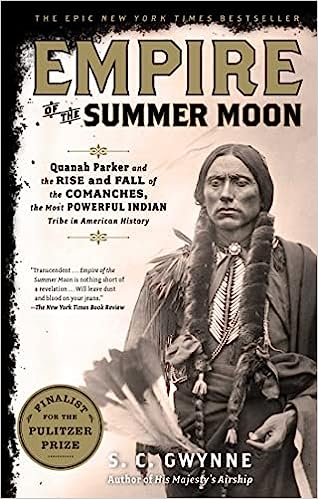 THE EPIC NEW YORK TIMES BESTSELLER
EMPIRE
OF THE
SUMMER MOON
Quanah Parker and
the RISE and FALL of
the COMANCHES,
the Most POWERFUL INDIAN
Tribe in American History
"Transcendent . . . Empire of the
Summer Moon is nothing short of
a revelation . . . Will leave dust
and blood on your jeans."
—The New York Times Book Review
FINALIST
FOR THE
PULITZER
PRIZE
S. C. GWYNNE
Author of His Majesty's Airship